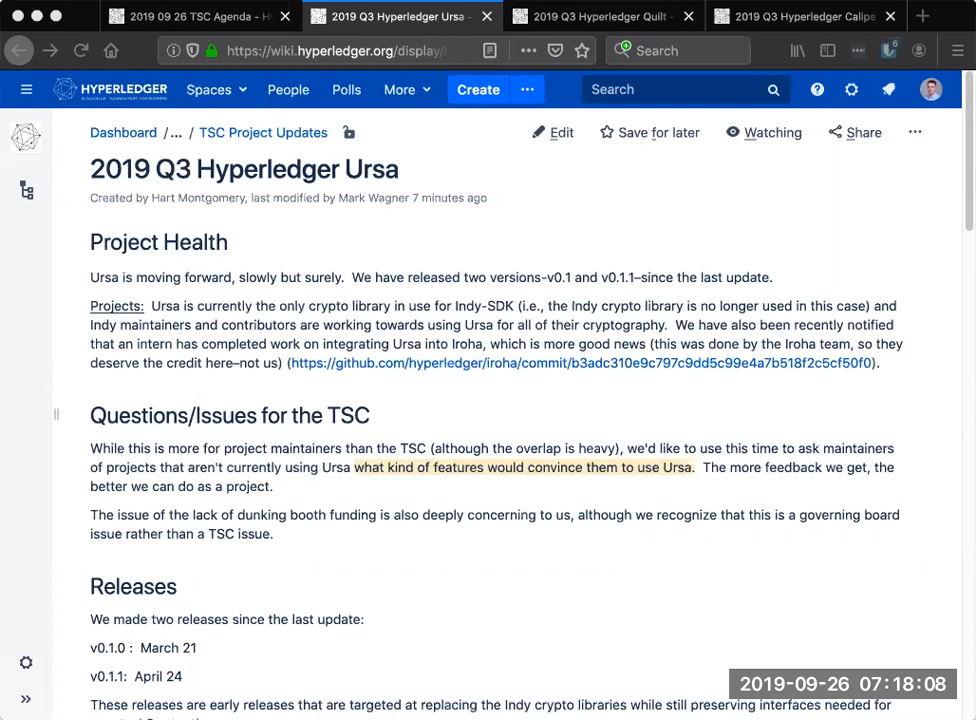 2019 09 26 TSC Agenda - H
2019 Q3 Hyperledger Ursa -
2019 Q3 Hyperledger Quilt -
2019 Q3 Hyperledger Calipe
https://wiki.hyperledger.org/display/
Search
6
HYPERLEDGER
Spaces
People
Polls
More
Create
Search
Dashboard /... / TSC Project Updates
Edit
Save for later
Watching
Share
2019 Q3 Hyperledger Ursa
Created by Hart Montgomery, last modified by Mark Wagner 7 minutes ago
Project Health
Ursa is moving forward, slowly but surely.  We have released two versions-v0.1 and v0.1.1–since the last update.
Projects:  Ursa is currently the only crypto library in use for Indy-SDK (i.e., the Indy crypto library is no longer used in this case) and
Indy maintainers and contributors are working towards using Ursa for all of their cryptography.  We have also been recently notified
that an intern has completed work on integrating Ursa into Iroha, which is more good news (this was done by the Iroha team, so they
deserve the credit here–not us) (https://github.com/hyperledger/iroha/commit/b3adc310e9c797c9dd5c99e4a7b518f2c5cf50f0).
Questions/Issues for the TSC
While this is more for project maintainers than the TSC (although the overlap is heavy), we'd like to use this time to ask maintainers
of projects that aren't currently using Ursa what kind of features would convince them to use Ursa.  The more feedback we get, the
better we can do as a project.
The issue of the lack of dunking booth funding is also deeply concerning to us, although we recognize that this is a governing board
issue rather than a TSC issue.
Releases
We made two releases since the last update:
v0.1.0 :  March 21
v0.1.1:  April 24
2019-09-26 07:18:08
These releases are early releases that are targeted at replacing the Indy crypto libraries while still preserving interfaces needed for